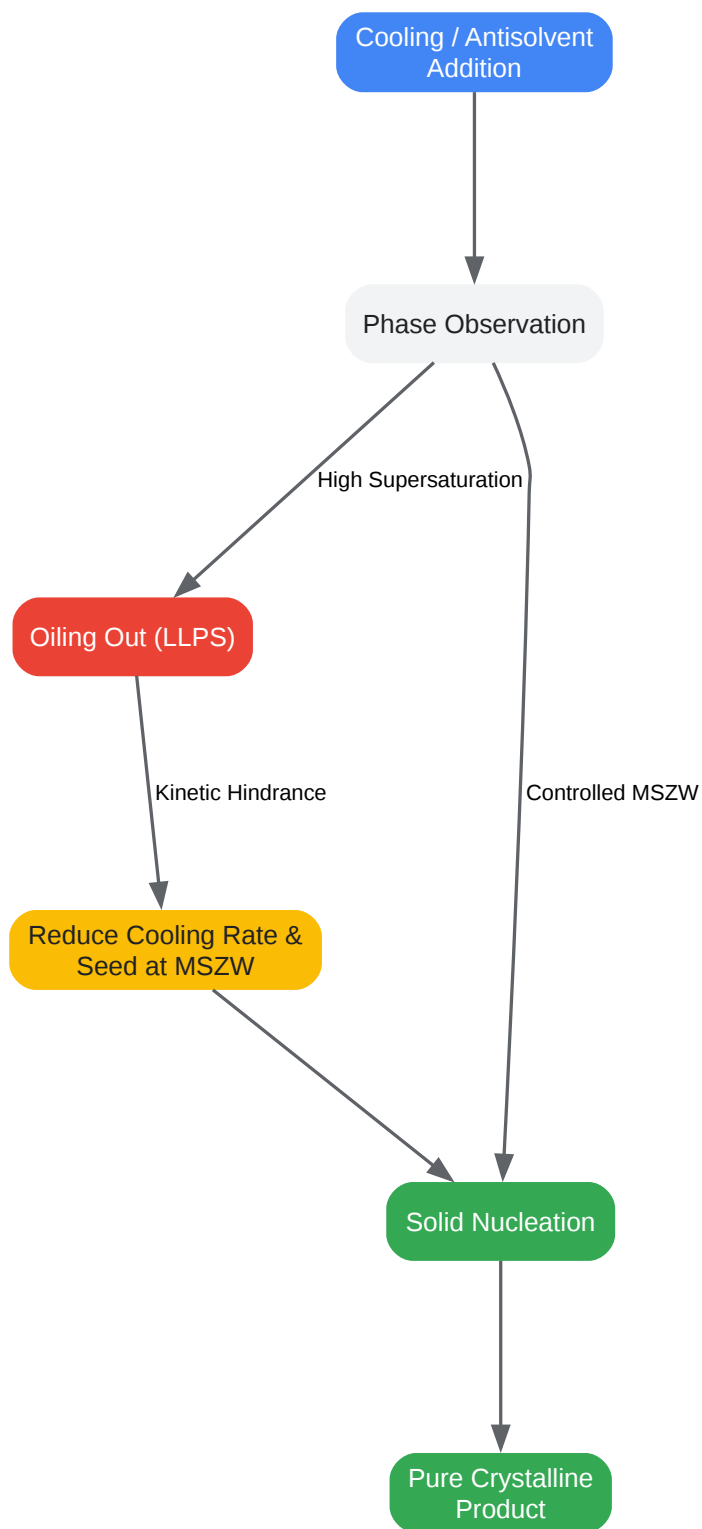 Cooling / Antisolvent
Addition
Phase Observation
High Supersaturation
Oiling Out (LLPS)
Kinetic Hindrance
Controlled MSZW
Reduce Cooling Rate &
Seed at MSZW
Solid Nucleation
Pure Crystalline
Product